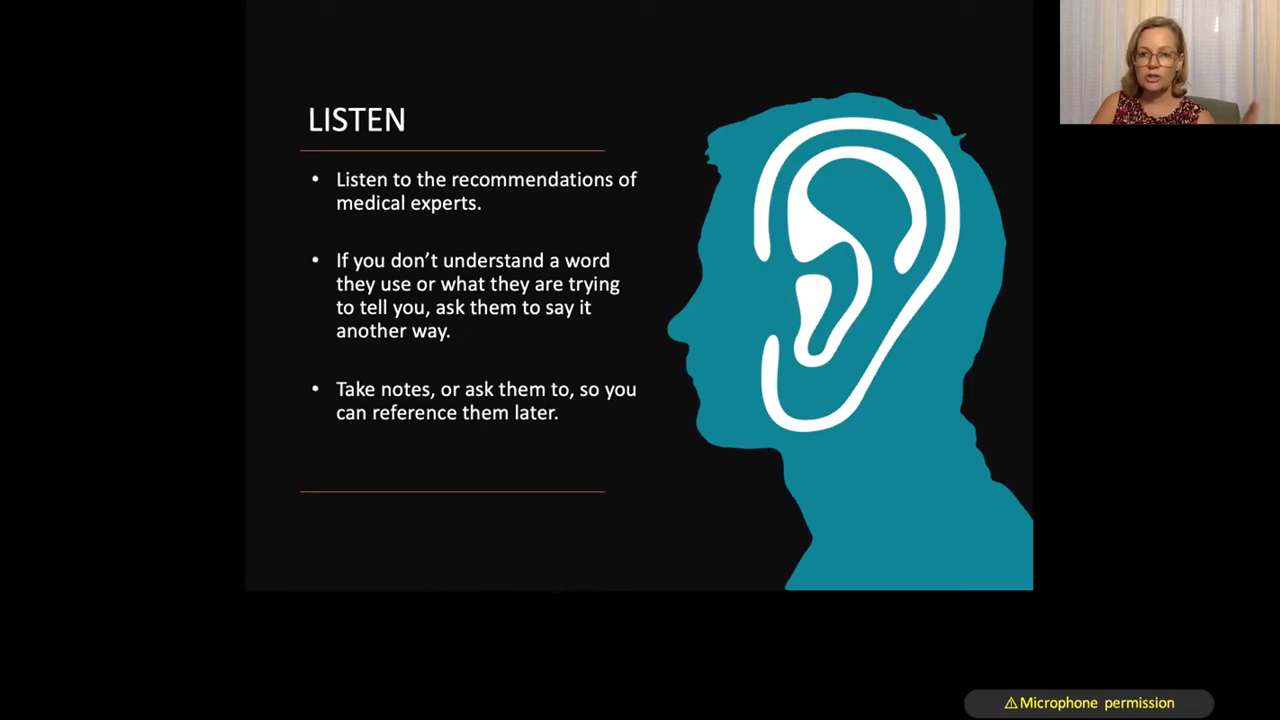 LISTEN
• Listen to the recommendations of
medical experts.
• If you don’t understand a word
they use or what they are trying
to tell you, ask them to say it
another way.
• Take notes, or ask them to, so you
can reference them later.
⚠Microphone permission